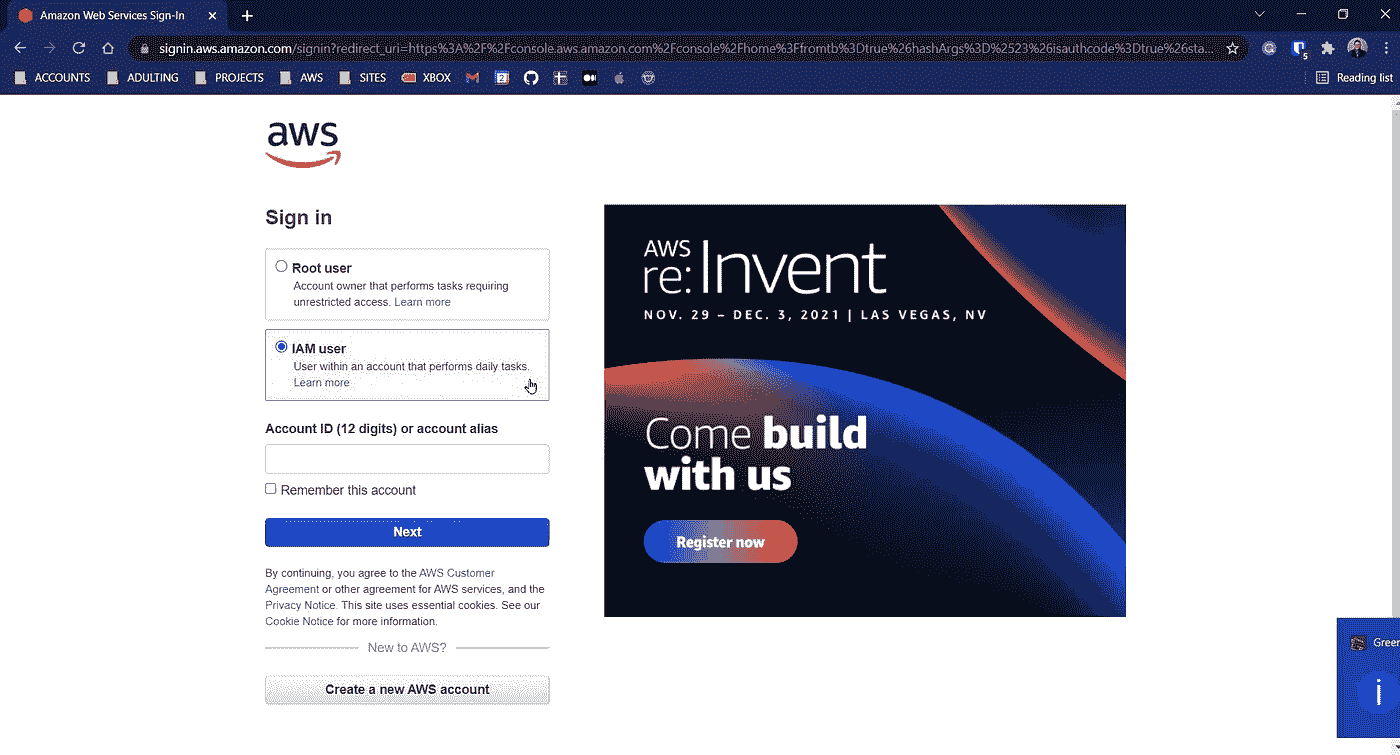 Amazon Web Services Sign-In
signin.aws.amazon.com/signin?redirect_uri=https%3A%2F%2Fconsole.aws.amazon.com%2Fconsole%2Fhome%3Ffromtb%3Dtrue%26hashArgs%3D%2523%26isauthcode%3Dtrue%26sta...
5
ACCOUNTS ADULTING PROJECTS AWS SITES XBOX 2 Reading list
aws
Sign in
Root user
Account owner that performs tasks requiring
unrestricted access. Learn more
IAM user
User within an account that performs daily tasks.
Learn more
Account ID (12 digits) or account alias
Remember this account
Next
By continuing, you agree to the AWS Customer
Agreement or other agreement for AWS services, and the
Privacy Notice. This site uses essential cookies. See our
Cookie Notice for more information.
New to AWS?
Create a new AWS account
AWS
re:Invent
NOV. 29 – DEC. 3, 2021 | LAS VEGAS, NV
Come build
with us
Register now
Greer
i